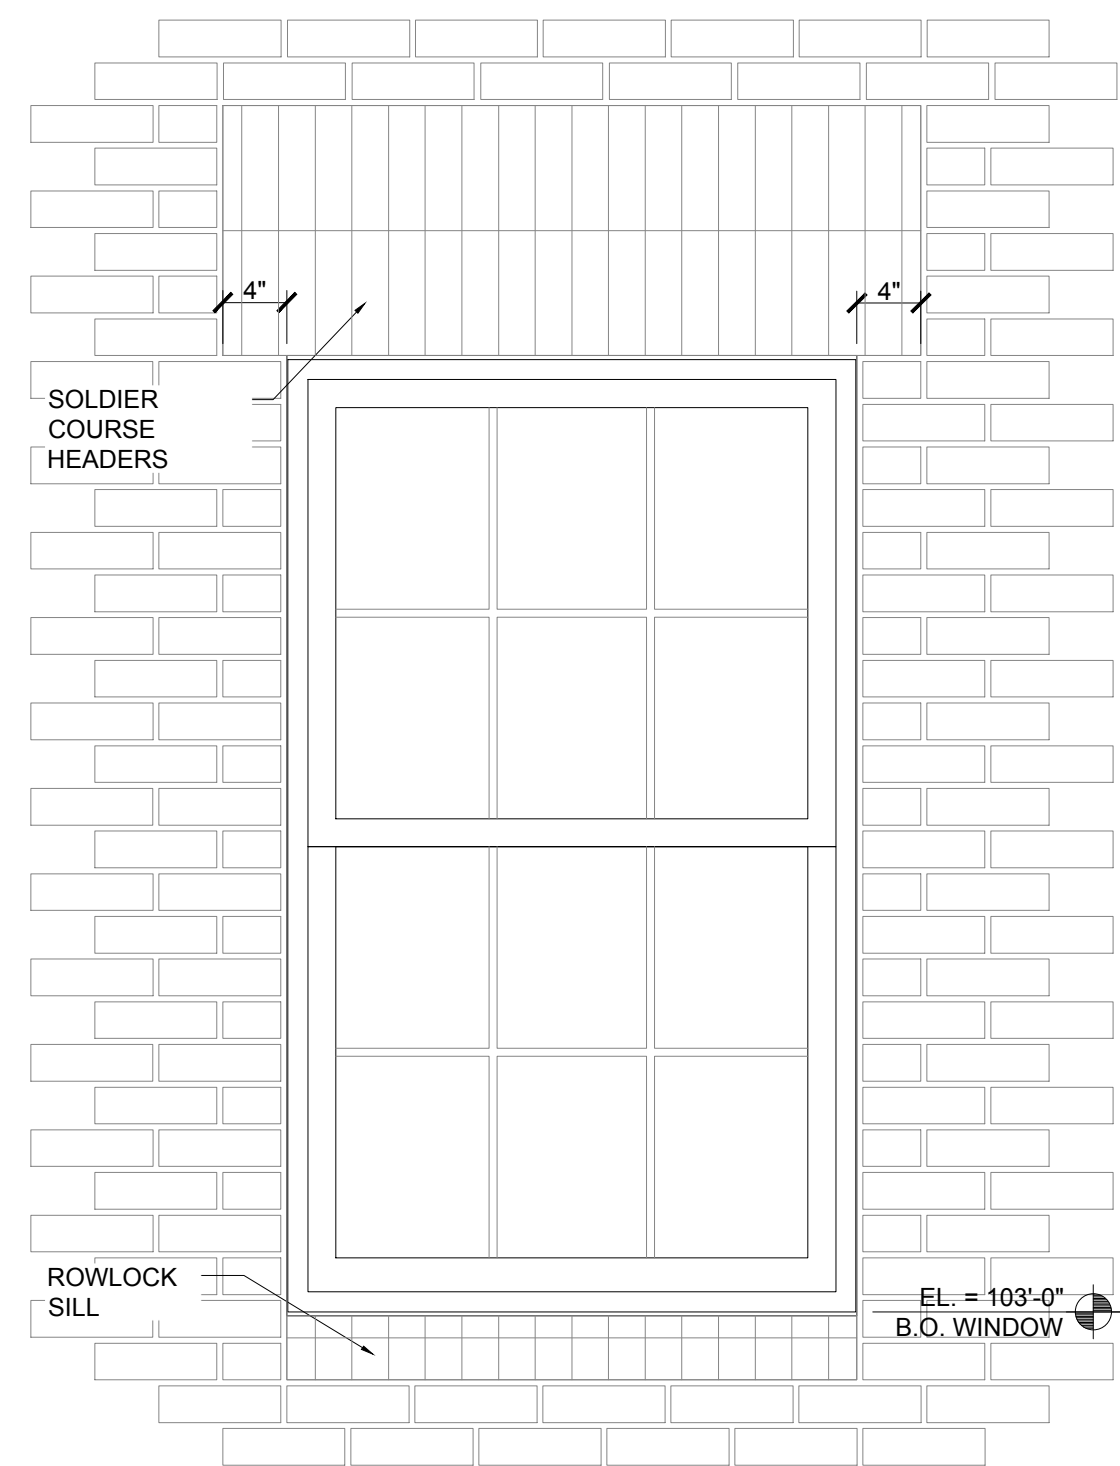 4"
4"
SOLDIER
COURSE
HEADERS
ROWLOCK
SILL
EL. = 103'-0"
B.O. WINDOW